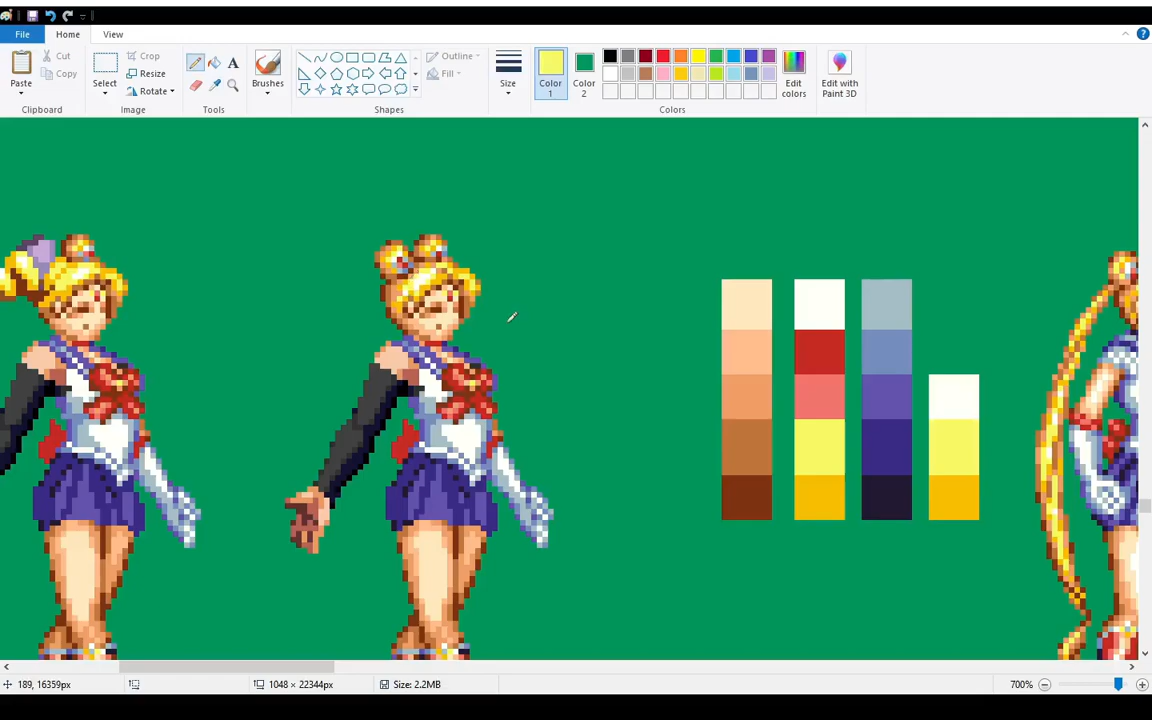 File Home View
Paste
Cut
Copy
Clipboard
Select
Crop
Resize
Rotate
Image
A
Tools
Brushes
Shapes
Outline
Fill
Size
Color 1
Color 2
Edit colors
Colors
Edit with Paint 3D
189, 16359px
1048 × 22344px
Size: 2.2MB
700%